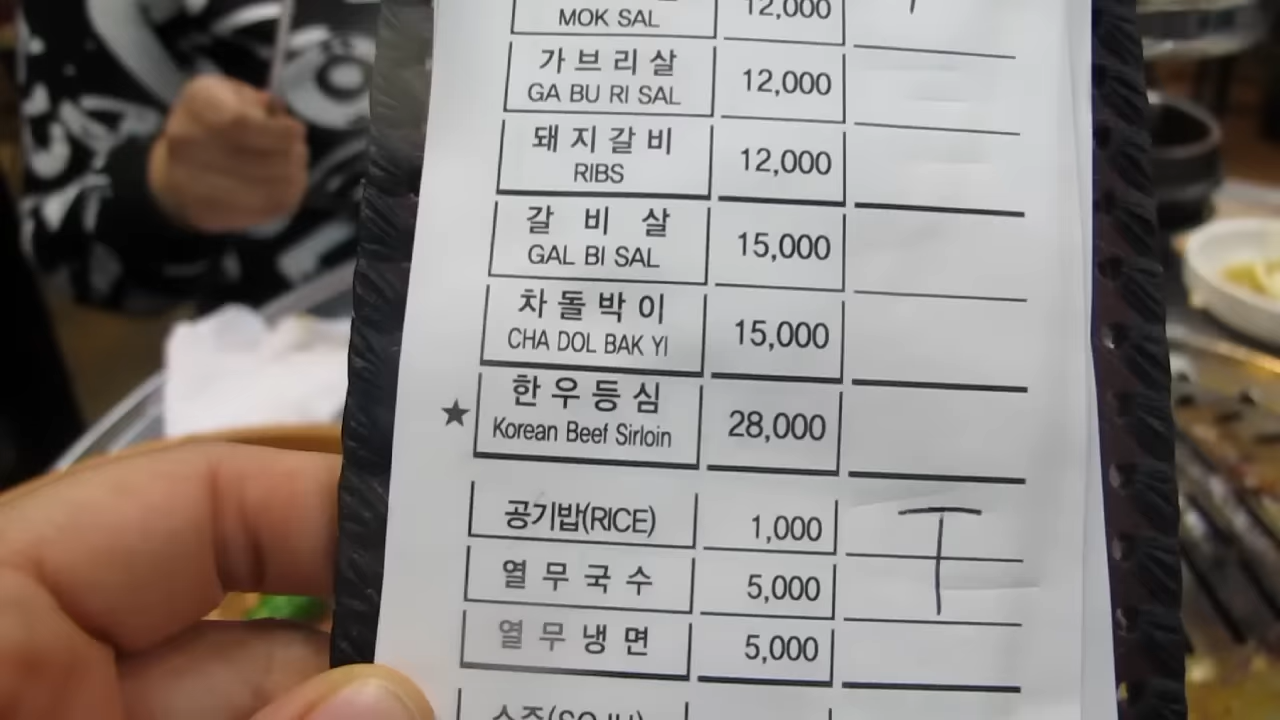 MOK SAL 12,000
가브리살 12,000
GA BU RI SAL
돼지갈비 12,000
RIBS
갈비살 15,000
GAL BI SAL
차돌박이 15,000
CHA DOL BAK YI
★ 한우등심 28,000
Korean Beef Sirloin
공기밥(RICE) 1,000
열무국수 5,000
열무냉면 5,000